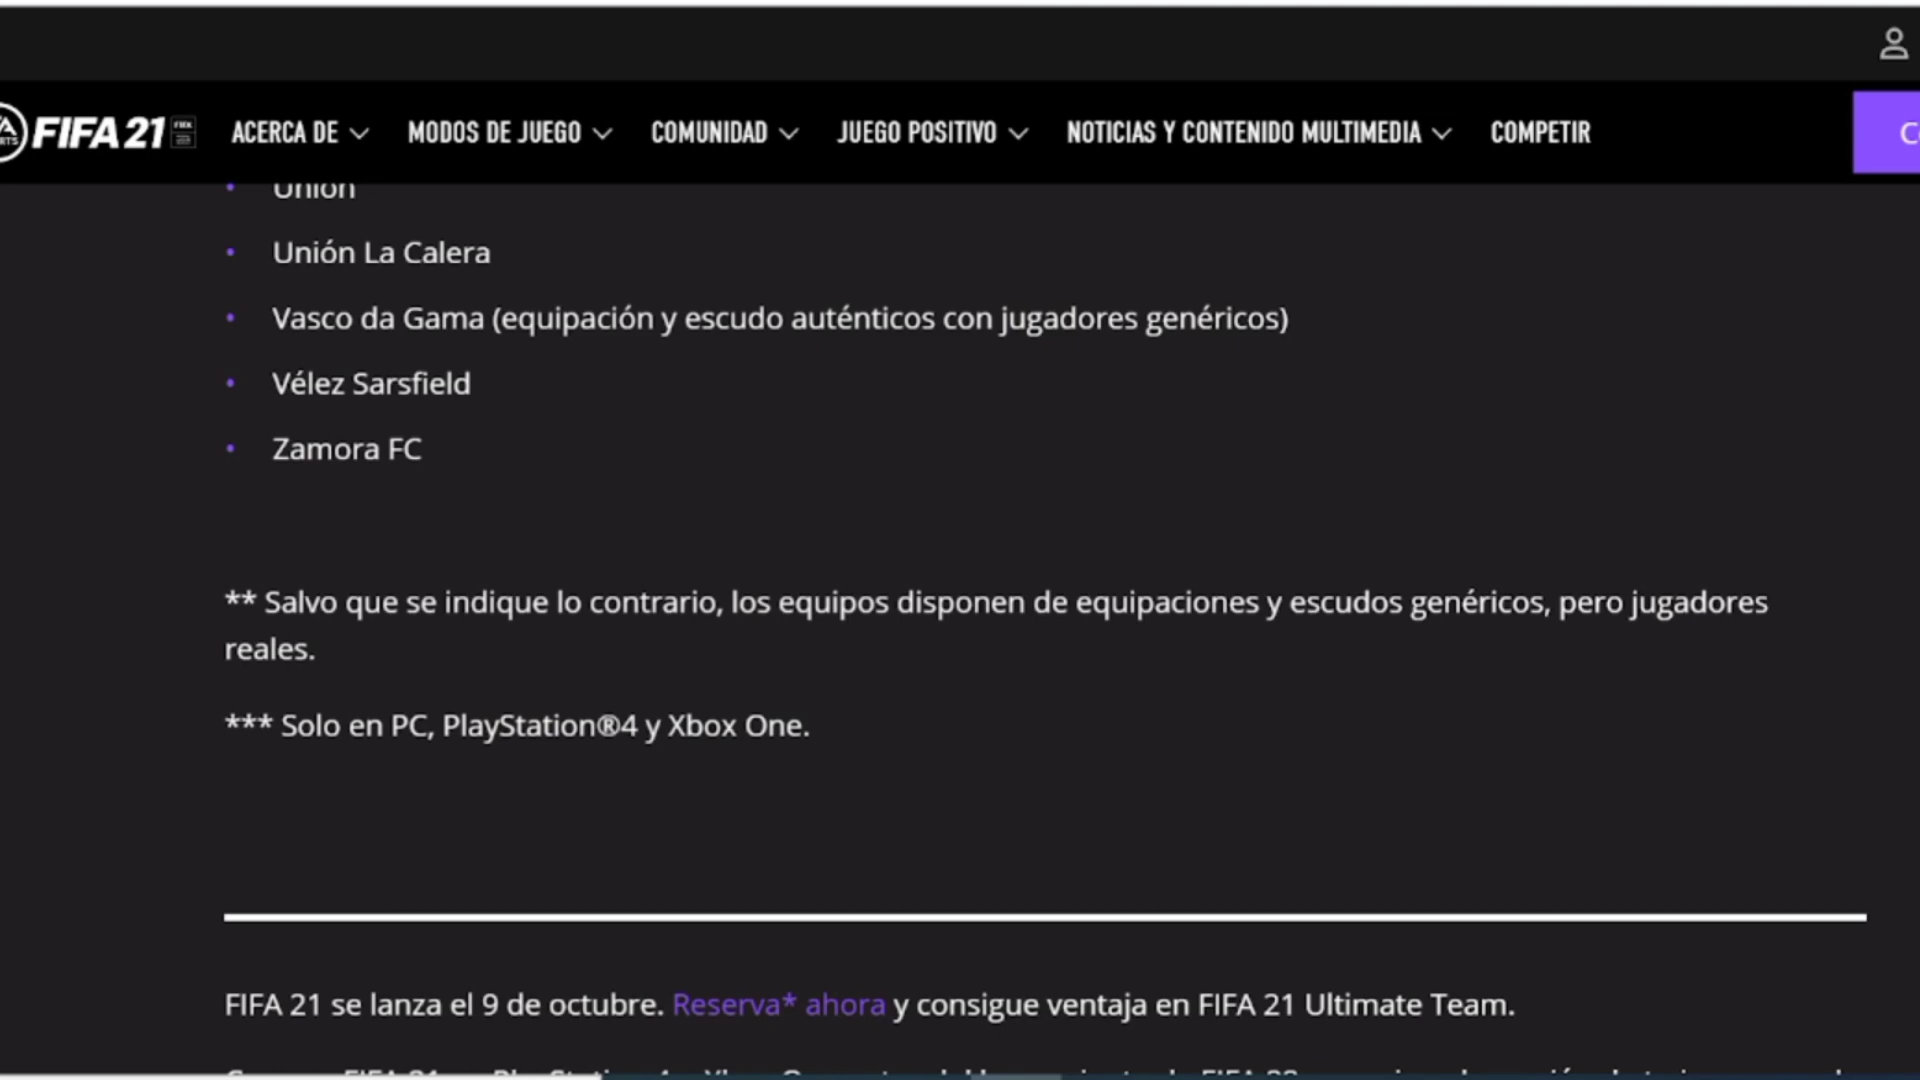 FIFA 21 ACERCA DE MODOS DE JUEGO COMUNIDAD JUEGO POSITIVO NOTICIAS Y CONTENIDO MULTIMEDIA COMPETIR
Unión
Unión La Calera
Vasco da Gama (equipación y escudo auténticos con jugadores genéricos)
Vélez Sarsfield
Zamora FC
** Salvo que se indique lo contrario, los equipos disponen de equipaciones y escudos genéricos, pero jugadores
reales.
*** Solo en PC, PlayStation®4 y Xbox One.
FIFA 21 se lanza el 9 de octubre. Reserva* ahora y consigue ventaja en FIFA 21 Ultimate Team.